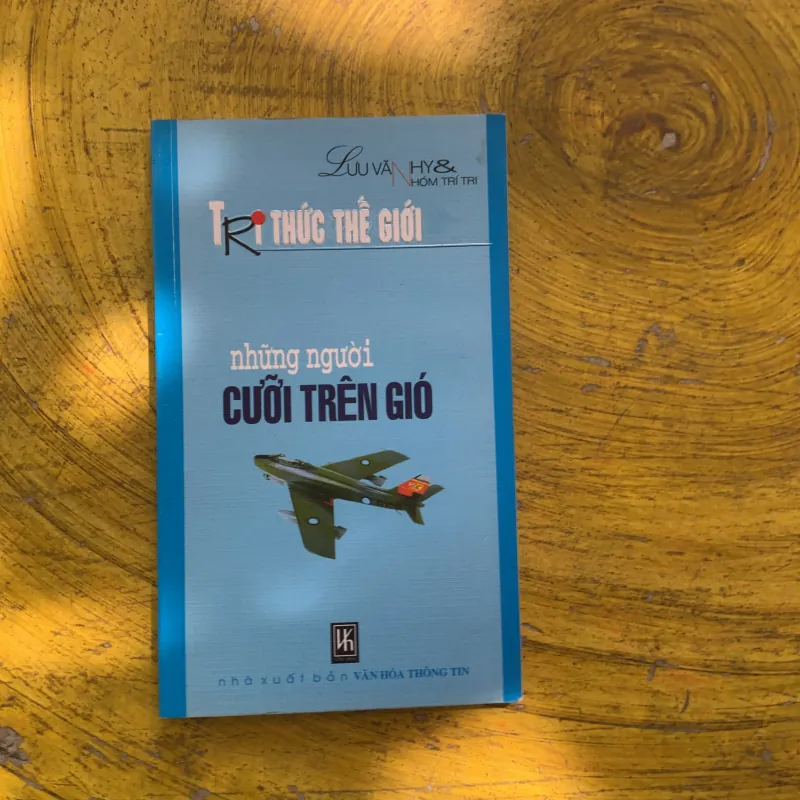 LƯU VĂN HY &
NHÓM TRÍ TRI
TRI THỨC THẾ GIỚI
những người
CƯỠI TRÊN GIÓ
VH
nhà xuất bản VĂN HÓA THÔNG TIN